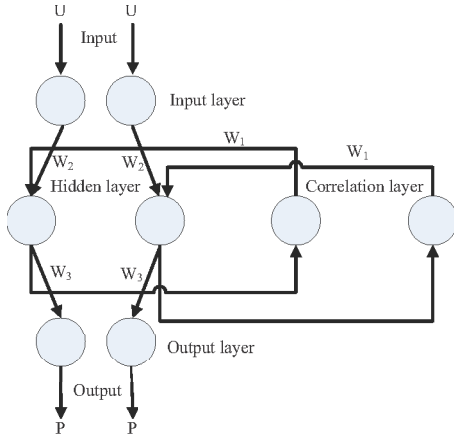 U U
Input
Input layer
W1
W2 W2 W1
Hidden layer Correlation layer
W3 W3
Output layer
Output
P P